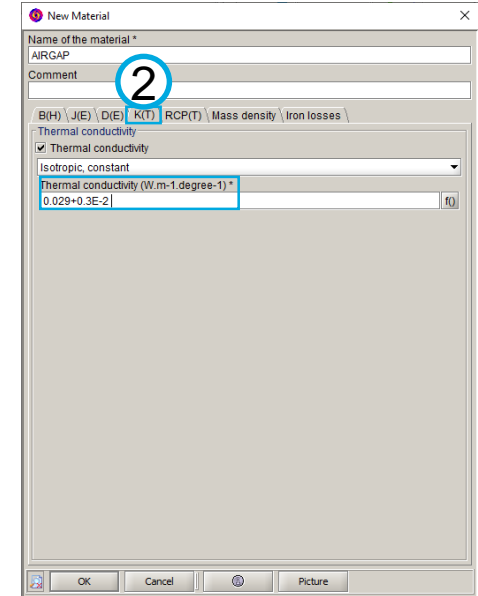 New Material
Name of the material *
AIRGAP
Comment
2
B(H) J(E) D(E) K(T) RCP(T) Mass density Iron losses
Thermal conductivity
Thermal conductivity
Isotropic, constant
Thermal conductivity (W.m-1.degree-1) *
0.029+0.3E-2 f()
OK Cancel Picture